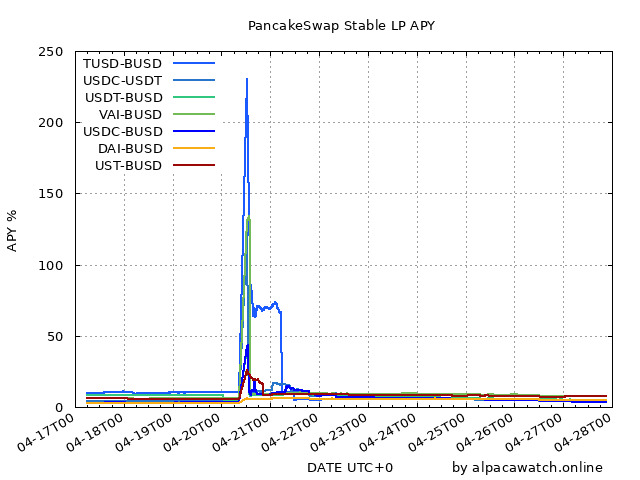 PancakeSwap Stable LP APY
250
200
150
100
50
0
APY %
TUSD-BUSD
USDC-USDT
USDT-BUSD
VAI-BUSD
USDC-BUSD
DAI-BUSD
UST-BUSD
04-17T00
04-18T00
04-19T00
04-20T00
04-21T00
04-22T00
04-23T00
04-24T00
04-25T00
04-26T00
04-27T00
04-28T00
DATE UTC+0
by alpacawatch.online